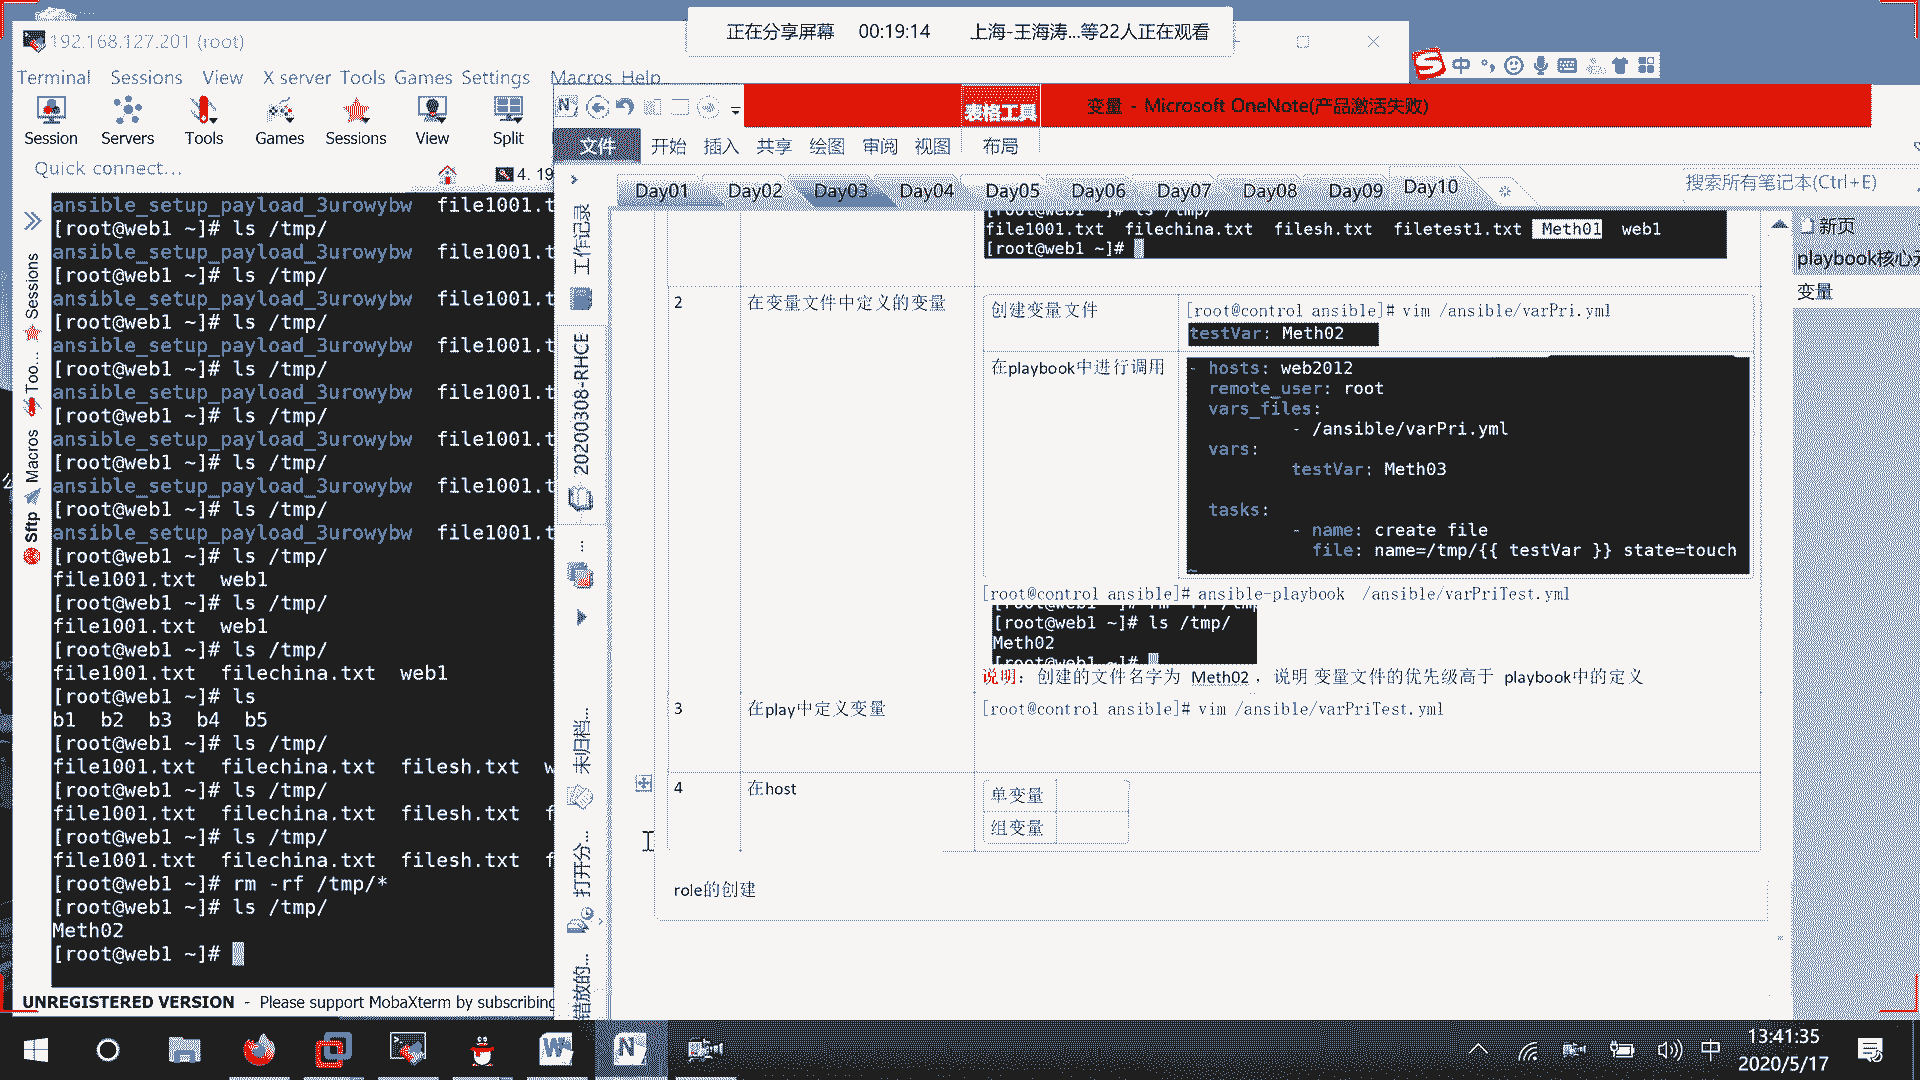 正在分享屏幕 00:19:14 上海-王海涛...等22人正在观看
192.168.127.201 (root)
Terminal Sessions View X server Tools Games Settings Macros Help
Session Servers Tools Games Sessions View Split
Quick connect...
4. 19
Sessions
Too...
Macros
Sftp
ansible_setup_payload_3urowybw file1001.t
[root@web1 ~]# ls /tmp/
ansible_setup_payload_3urowybw file1001.t
[root@web1 ~]# ls /tmp/
ansible_setup_payload_3urowybw file1001.t
[root@web1 ~]# ls /tmp/
ansible_setup_payload_3urowybw file1001.t
[root@web1 ~]# ls /tmp/
ansible_setup_payload_3urowybw file1001.t
[root@web1 ~]# ls /tmp/
ansible_setup_payload_3urowybw file1001.t
[root@web1 ~]# ls /tmp/
ansible_setup_payload_3urowybw file1001.t
[root@web1 ~]# ls /tmp/
ansible_setup_payload_3urowybw file1001.t
[root@web1 ~]# ls /tmp/
file1001.txt web1
[root@web1 ~]# ls /tmp/
file1001.txt web1
[root@web1 ~]# ls /tmp/
file1001.txt filechina.txt web1
[root@web1 ~]# ls
b1 b2 b3 b4 b5
[root@web1 ~]# ls /tmp/
file1001.txt filechina.txt filesh.txt w
[root@web1 ~]# ls /tmp/
file1001.txt filechina.txt filesh.txt f
[root@web1 ~]# ls /tmp/
file1001.txt filechina.txt filesh.txt f
[root@web1 ~]# rm -rf /tmp/*
[root@web1 ~]# ls /tmp/
Meth02
[root@web1 ~]#
UNREGISTERED VERSION - Please support MobaXterm by subscribing
表格工具 变量 - Microsoft OneNote(产品激活失败)
文件 开始 插入 共享 绘图 审阅 视图 布局
Day01 Day02 Day03 Day04 Day05 Day06 Day07 Day08 Day09 Day10
搜索所有笔记本(Ctrl+E)
工作记录
20200308-RHCE
...
未归档...
打开分...
错放的...
新页
playbook核心元
变量
[root@web1 ~]# ls /tmp/
file1001.txt filechina.txt filesh.txt filetest1.txt Meth01 web1
[root@web1 ~]#
2 在变量文件中定义的变量
创建变量文件 [root@control ansible]# vim /ansible/varPri.yml
testVar: Meth02
在playbook中进行调用
- hosts: web2012
remote_user: root
vars_files:
- /ansible/varPri.yml
vars:
testVar: Meth03
tasks:
- name: create file
file: name=/tmp/{{ testVar }} state=touch
~
[root@control ansible]# ansible-playbook /ansible/varPriTest.yml
[root@web1 ~]# ls /tmp/
Meth02
[root@web1 ~]#
说明: 创建的文件名字为 Meth02 ，说明 变量文件的优先级高于 playbook中的定义
3 在play中定义变量 [root@control ansible]# vim /ansible/varPriTest.yml
4 在host
单变量
组变量
role的创建
中
13:41:35
2020/5/17